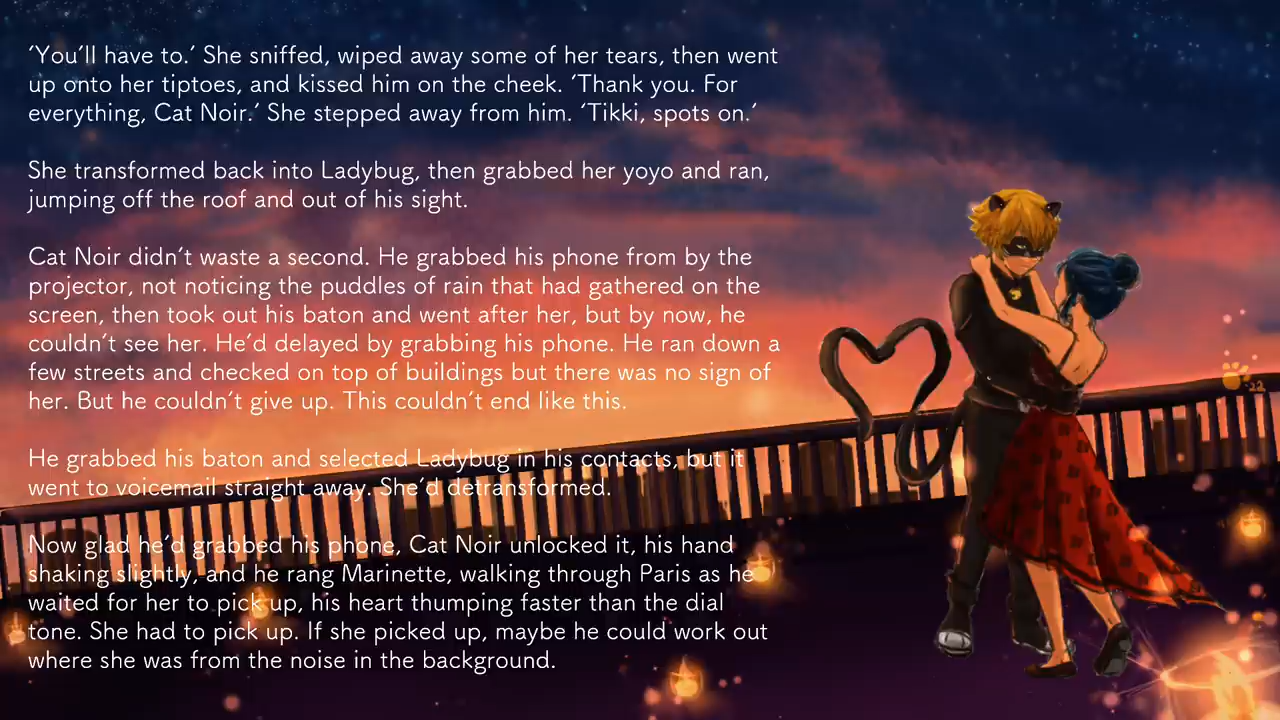 ‘You’ll have to.’ She sniffed, wiped away some of her tears, then went
up onto her tiptoes, and kissed him on the cheek. ‘Thank you. For
everything, Cat Noir.’ She stepped away from him. ‘Tikki, spots on.’
She transformed back into Ladybug, then grabbed her yoyo and ran,
jumping off the roof and out of his sight.
Cat Noir didn’t waste a second. He grabbed his phone from by the
projector, not noticing the puddles of rain that had gathered on the
screen, then took out his baton and went after her, but by now, he
couldn’t see her. He’d delayed by grabbing his phone. He ran down a
few streets and checked on top of buildings but there was no sign of
her. But he couldn’t give up. This couldn’t end like this.
He grabbed his baton and selected Ladybug in his contacts, but it
went to voicemail straight away. She’d detransformed.
Now glad he’d grabbed his phone, Cat Noir unlocked it, his hand
shaking slightly, and he rang Marinette, walking through Paris as he
waited for her to pick up, his heart thumping faster than the dial
tone. She had to pick up. If she picked up, maybe he could work out
where she was from the noise in the background.